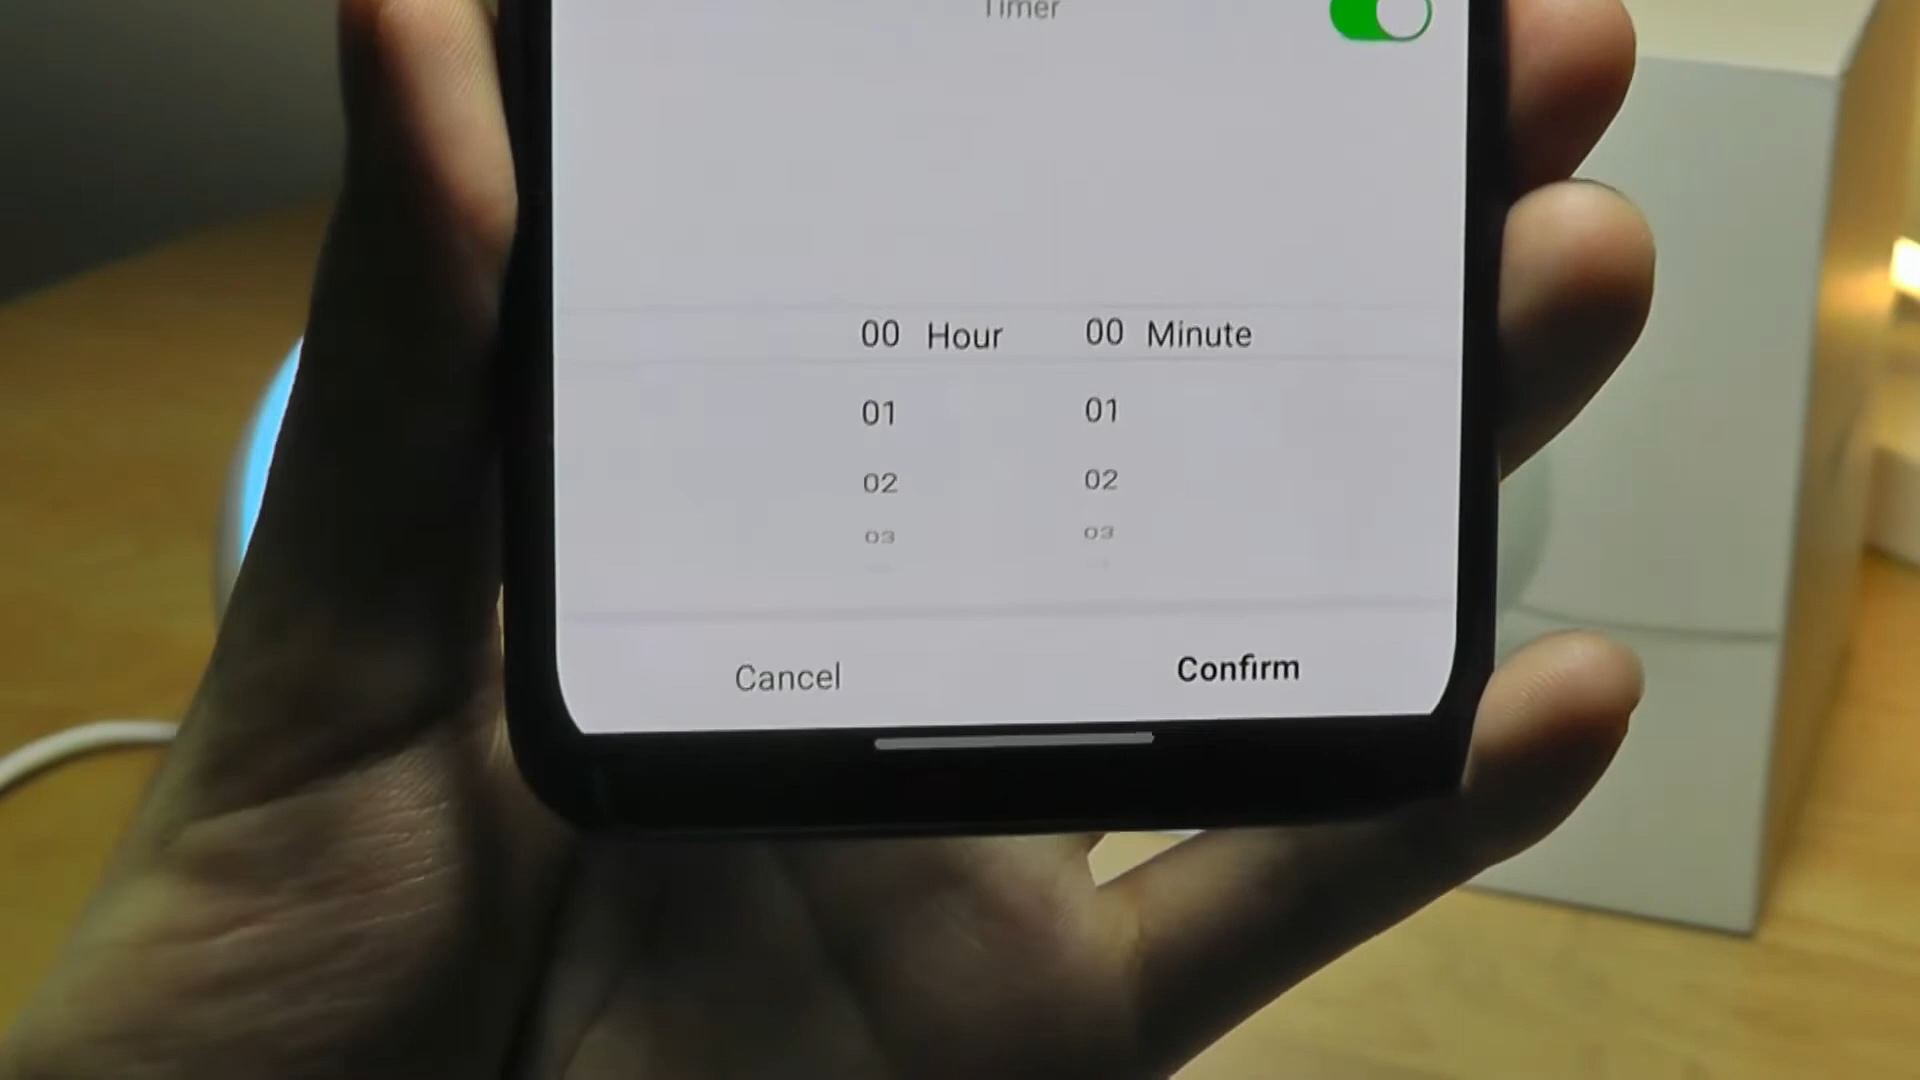 Timer
00 Hour 00 Minute
01 01
02 02
03 03
Cancel Confirm